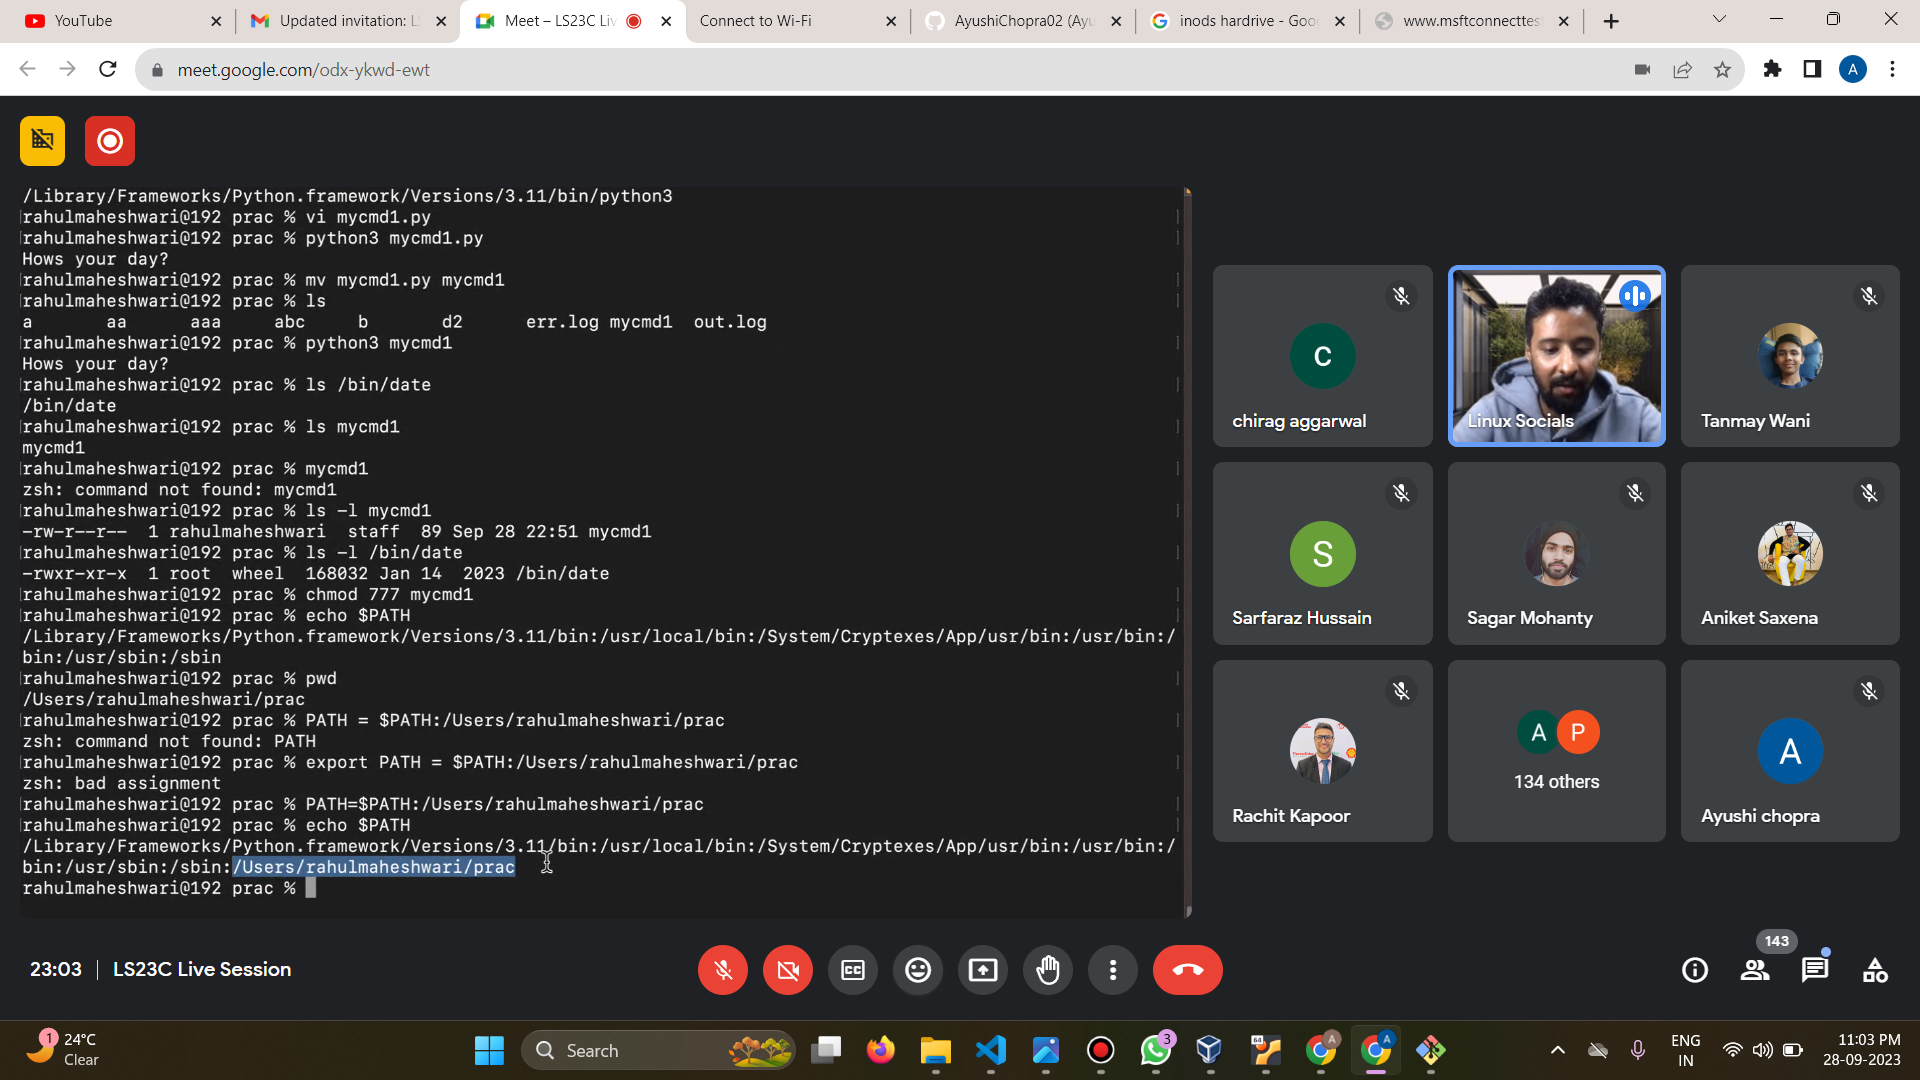 YouTube
Updated invitation: LS
Meet – LS23C Liv
Connect to Wi-Fi
AyushiChopra02 (Ayu
inods hardrive - Goo
www.msftconnecttes
meet.google.com/odx-ykwd-ewt
A
/Library/Frameworks/Python.framework/Versions/3.11/bin/python3
rahulmaheshwari@192 prac % vi mycmd1.py
rahulmaheshwari@192 prac % python3 mycmd1.py
Hows your day?
rahulmaheshwari@192 prac % mv mycmd1.py mycmd1
rahulmaheshwari@192 prac % ls
a aa aaa abc b d2 err.log mycmd1 out.log
rahulmaheshwari@192 prac % python3 mycmd1
Hows your day?
rahulmaheshwari@192 prac % ls /bin/date
/bin/date
rahulmaheshwari@192 prac % ls mycmd1
mycmd1
rahulmaheshwari@192 prac % mycmd1
zsh: command not found: mycmd1
rahulmaheshwari@192 prac % ls -l mycmd1
-rw-r--r-- 1 rahulmaheshwari staff 89 Sep 28 22:51 mycmd1
rahulmaheshwari@192 prac % ls -l /bin/date
-rwxr-xr-x 1 root wheel 168032 Jan 14 2023 /bin/date
rahulmaheshwari@192 prac % chmod 777 mycmd1
rahulmaheshwari@192 prac % echo $PATH
/Library/Frameworks/Python.framework/Versions/3.11/bin:/usr/local/bin:/System/Cryptexes/App/usr/bin:/usr/bin:/
bin:/usr/sbin:/sbin
rahulmaheshwari@192 prac % pwd
/Users/rahulmaheshwari/prac
rahulmaheshwari@192 prac % PATH = $PATH:/Users/rahulmaheshwari/prac
zsh: command not found: PATH
rahulmaheshwari@192 prac % export PATH = $PATH:/Users/rahulmaheshwari/prac
zsh: bad assignment
rahulmaheshwari@192 prac % PATH=$PATH:/Users/rahulmaheshwari/prac
rahulmaheshwari@192 prac % echo $PATH
/Library/Frameworks/Python.framework/Versions/3.11/bin:/usr/local/bin:/System/Cryptexes/App/usr/bin:/usr/bin:/
bin:/usr/sbin:/sbin:/Users/rahulmaheshwari/prac
rahulmaheshwari@192 prac %
C
chirag aggarwal
Linux Socials
Tanmay Wani
S
Sarfaraz Hussain
Sagar Mohanty
Aniket Saxena
Rachit Kapoor
A P
134 others
A
Ayushi chopra
23:03 | LS23C Live Session
143
1
24°C
Clear
Search
3
64
A
A
ENG
IN
11:03 PM
28-09-2023